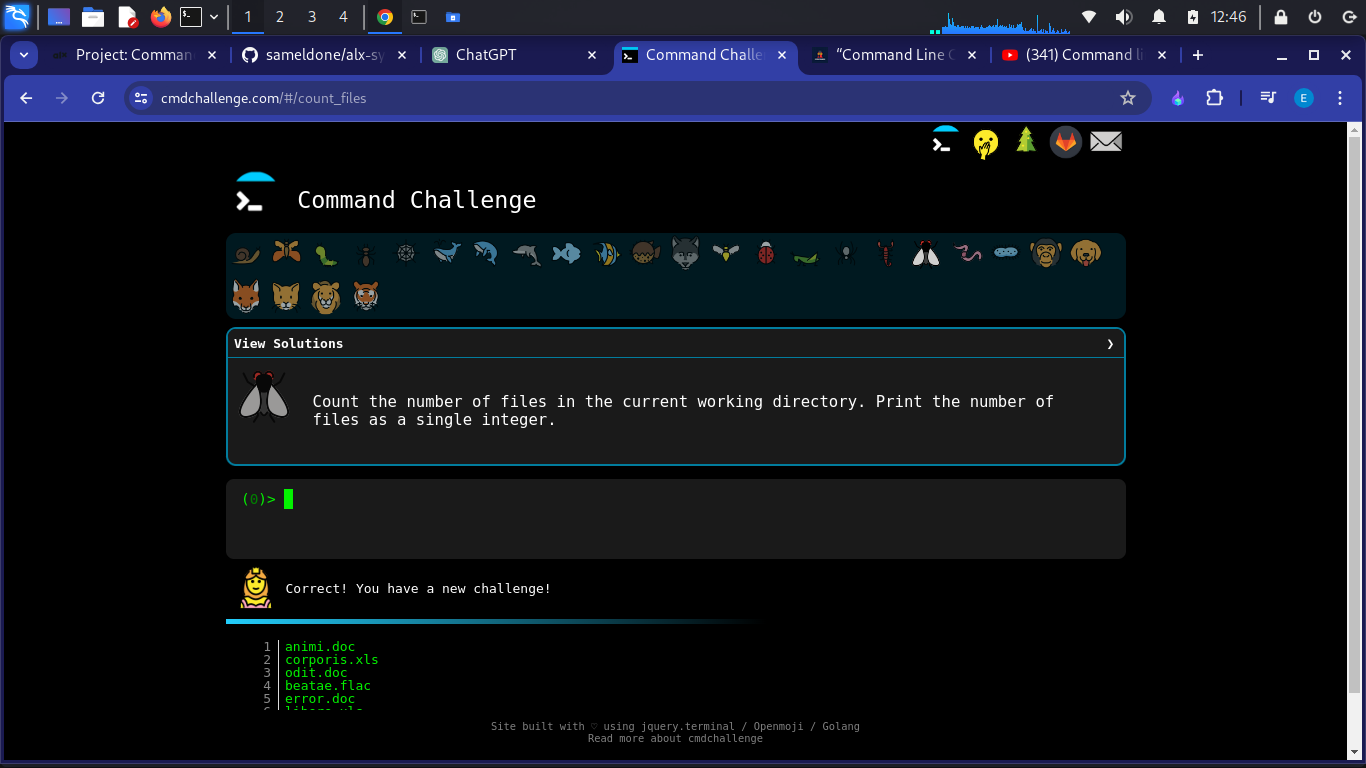 1 2 3 4 12:46
Project: Comman sameldone/alx-sy ChatGPT Command Challe “Command Line C (341) Command li
cmdchallenge.com/#/count_files E
Command Challenge
View Solutions ❯
Count the number of files in the current working directory. Print the number of
files as a single integer.
(0)>
Correct! You have a new challenge!
1 animi.doc
2 corporis.xls
3 odit.doc
4 beatae.flac
5 error.doc
Site built with ♡ using jquery.terminal / Openmoji / Golang
Read more about cmdchallenge